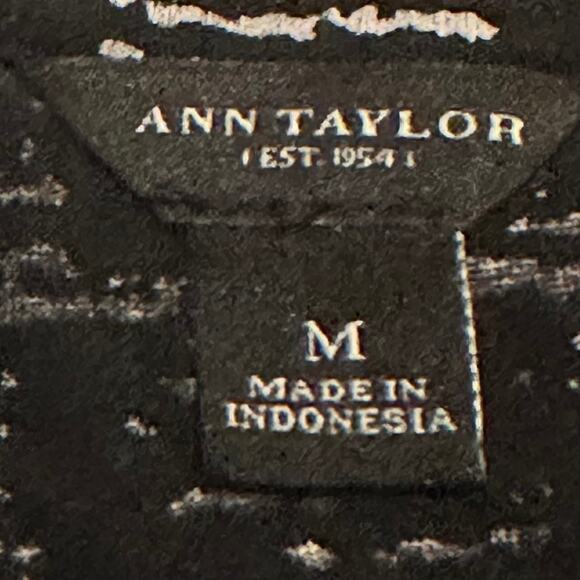 ANN TAYLOR
(EST. 1954)
M
MADE IN
INDONESIA